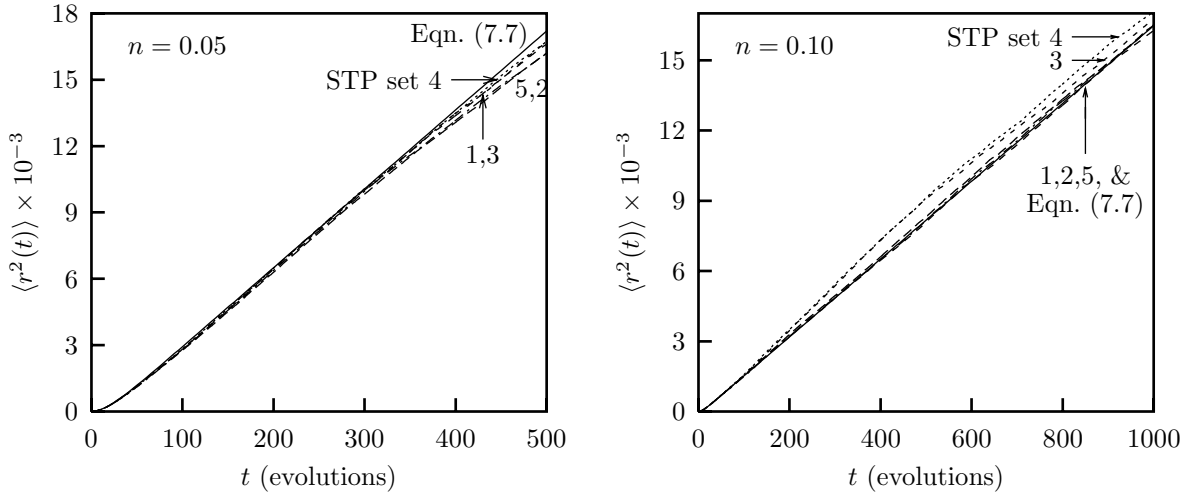 18
15
12
9
6
3
0
⟨r²(t)⟩ × 10⁻³
n = 0.05
Eqn. (7.7)
STP set 4
5,2
1,3
0 100 200 300 400 500
t (evolutions)
15
12
9
6
3
0
⟨r²(t)⟩ × 10⁻³
n = 0.10
STP set 4
3
1,2,5, &
Eqn. (7.7)
0 200 400 600 800 1000
t (evolutions)